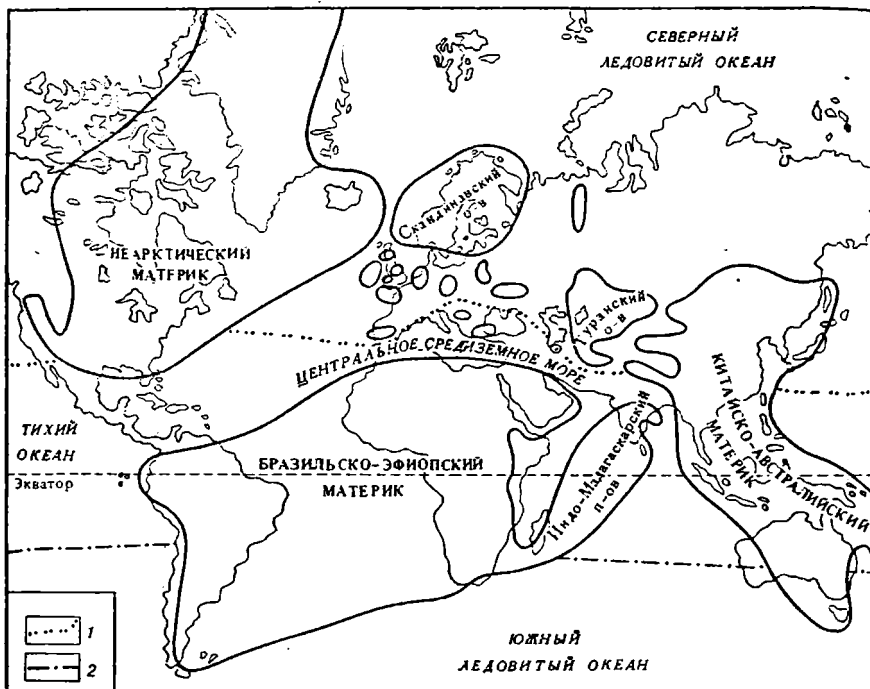 СЕВЕРНЫЙ
ЛЕДОВИТЫЙ ОКЕАН
Скандинавский
о-в
НЕАРКТИЧЕСКИЙ
МАТЕРИК
Туранский
о-в
ЦЕНТРАЛЬНОЕ СРЕДИЗЕМНОЕ МОРЕ
КИТАЙСКО-АВСТРАЛИЙСКИЙ
МАТЕРИК
ТИХИЙ
ОКЕАН
Экватор
БРАЗИЛЬСКО-ЭФИОПСКИЙ
МАТЕРИК
Индо-Малагаскарский
п-ов
1
2
ЮЖНЫЙ
ЛЕДОВИТЫЙ ОКЕАН